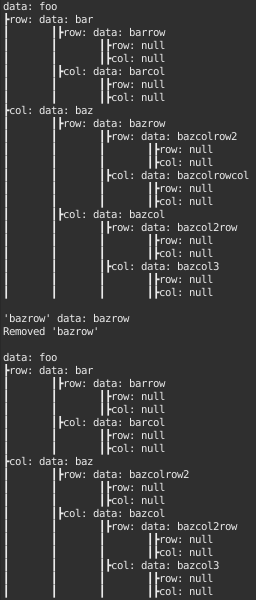 data: foo
┣row: data: bar
┃       ┃┣row: data: barrow
┃       ┃       ┃┣row: null
┃       ┃       ┃┣col: null
┃       ┃┣col: data: barcol
┃       ┃       ┃┣row: null
┃       ┃       ┃┣col: null
┣col: data: baz
┃       ┃┣row: data: bazrow
┃       ┃       ┃┣row: data: bazcolrow2
┃       ┃       ┃       ┃┣row: null
┃       ┃       ┃       ┃┣col: null
┃       ┃       ┃┣col: data: bazcolrowcol
┃       ┃       ┃       ┃┣row: null
┃       ┃       ┃       ┃┣col: null
┃       ┃┣col: data: bazcol
┃       ┃       ┃┣row: data: bazcol2row
┃       ┃       ┃       ┃┣row: null
┃       ┃       ┃       ┃┣col: null
┃       ┃       ┃┣col: data: bazcol3
┃       ┃       ┃       ┃┣row: null
┃       ┃       ┃       ┃┣col: null

'bazrow' data: bazrow
Removed 'bazrow'

data: foo
┣row: data: bar
┃       ┃┣row: data: barrow
┃       ┃       ┃┣row: null
┃       ┃       ┃┣col: null
┃       ┃┣col: data: barcol
┃       ┃       ┃┣row: null
┃       ┃       ┃┣col: null
┣col: data: baz
┃       ┃┣row: data: bazcolrow2
┃       ┃       ┃┣row: null
┃       ┃       ┃┣col: null
┃       ┃┣col: data: bazcol
┃       ┃       ┃┣row: data: bazcol2row
┃       ┃       ┃       ┃┣row: null
┃       ┃       ┃       ┃┣col: null
┃       ┃       ┃┣col: data: bazcol3
┃       ┃       ┃       ┃┣row: null
┃       ┃       ┃       ┃┣col: null